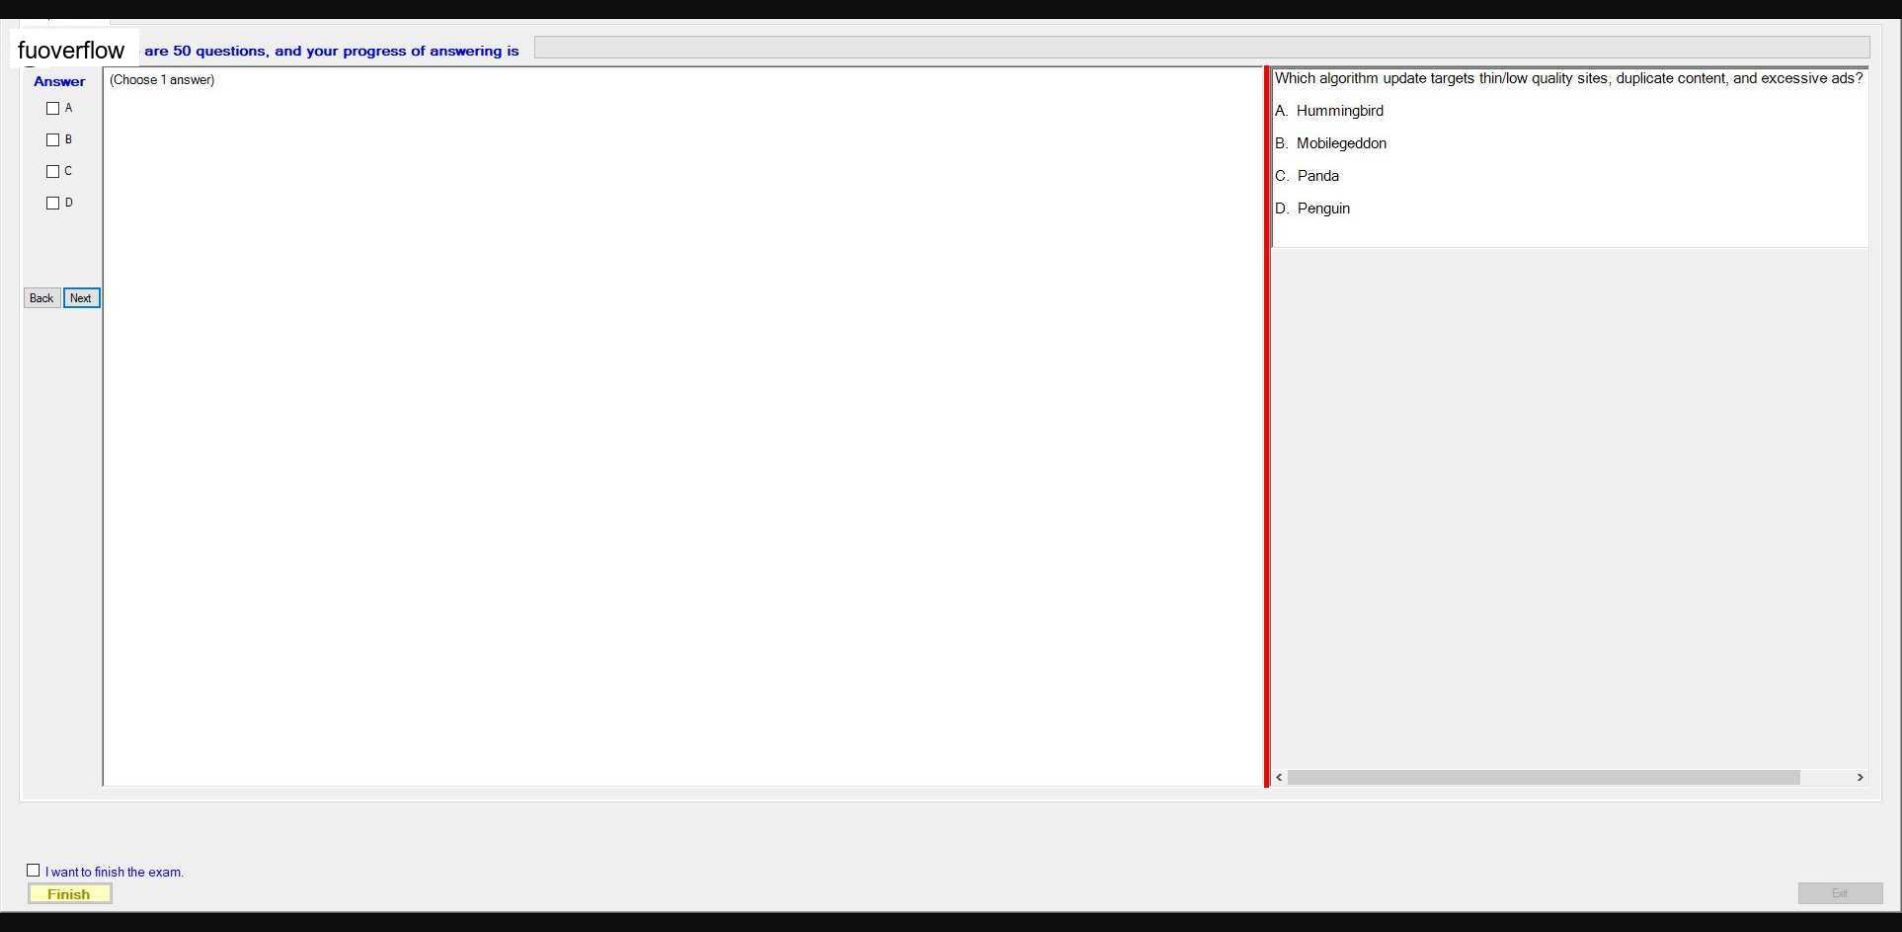 fuoverflow are 50 questions, and your progress of answering is
Answer
(Choose 1 answer)
A
B
C
D
Back Next
Which algorithm update targets thin/low quality sites, duplicate content, and excessive ads?
A. Hummingbird
B. Mobilegeddon
C. Panda
D. Penguin
I want to finish the exam.
Finish
Exit